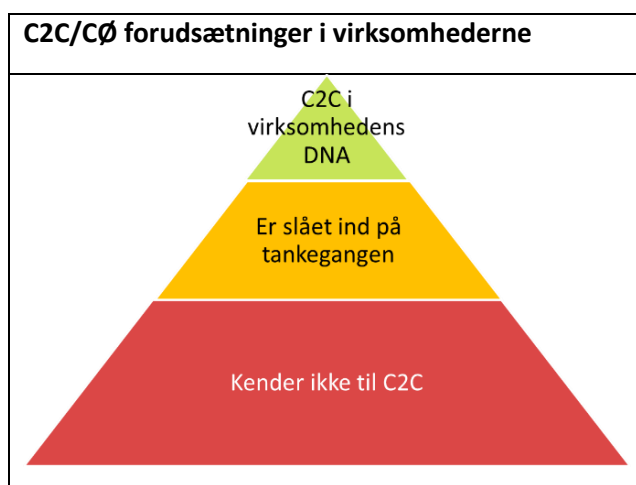 C2C/CØ forudsætninger i virksomhederne
C2C i
virksomhedens
DNA
Er slået ind på
tankegangen
Kender ikke til C2C